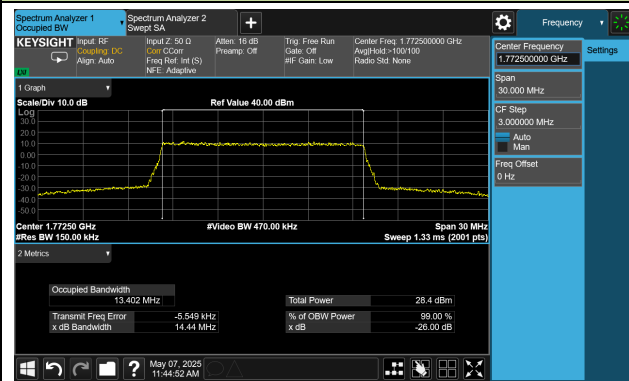 Spectrum Analyzer 1
Occupied BW
Spectrum Analyzer 2
Swept SA
Frequency
KEYSIGHT
Input: RF
Coupling: DC
Align: Auto
Input Z: 50 Ω
Corr CCorr
Freq Ref: Int (S)
NFE: Adaptive
Atten: 16 dB
Preamp: Off
Trig: Free Run
Gate: Off
#IF Gain: Low
Center Freq: 1.772500000 GHz
Avg|Hold:>100/100
Radio Std: None
Center Frequency
1.772500000 GHz
Settings
Span
30.000 MHz
CF Step
3.000000 MHz
Auto
Man
Freq Offset
0 Hz
1 Graph
Scale/Div 10.0 dB
Ref Value 40.00 dBm
Log
30.0
20.0
10.0
0.00
-10.0
-20.0
-30.0
-40.0
-50.0
Center 1.77250 GHz
#Video BW 470.00 kHz
Span 30 MHz
#Res BW 150.00 kHz
Sweep 1.33 ms (2001 pts)
2 Metrics
Occupied Bandwidth
13.402 MHz
Total Power
28.4 dBm
Transmit Freq Error
-5.549 kHz
% of OBW Power
99.00 %
x dB Bandwidth
14.44 MHz
x dB
-26.00 dB
May 07, 2025
11:44:52 AM